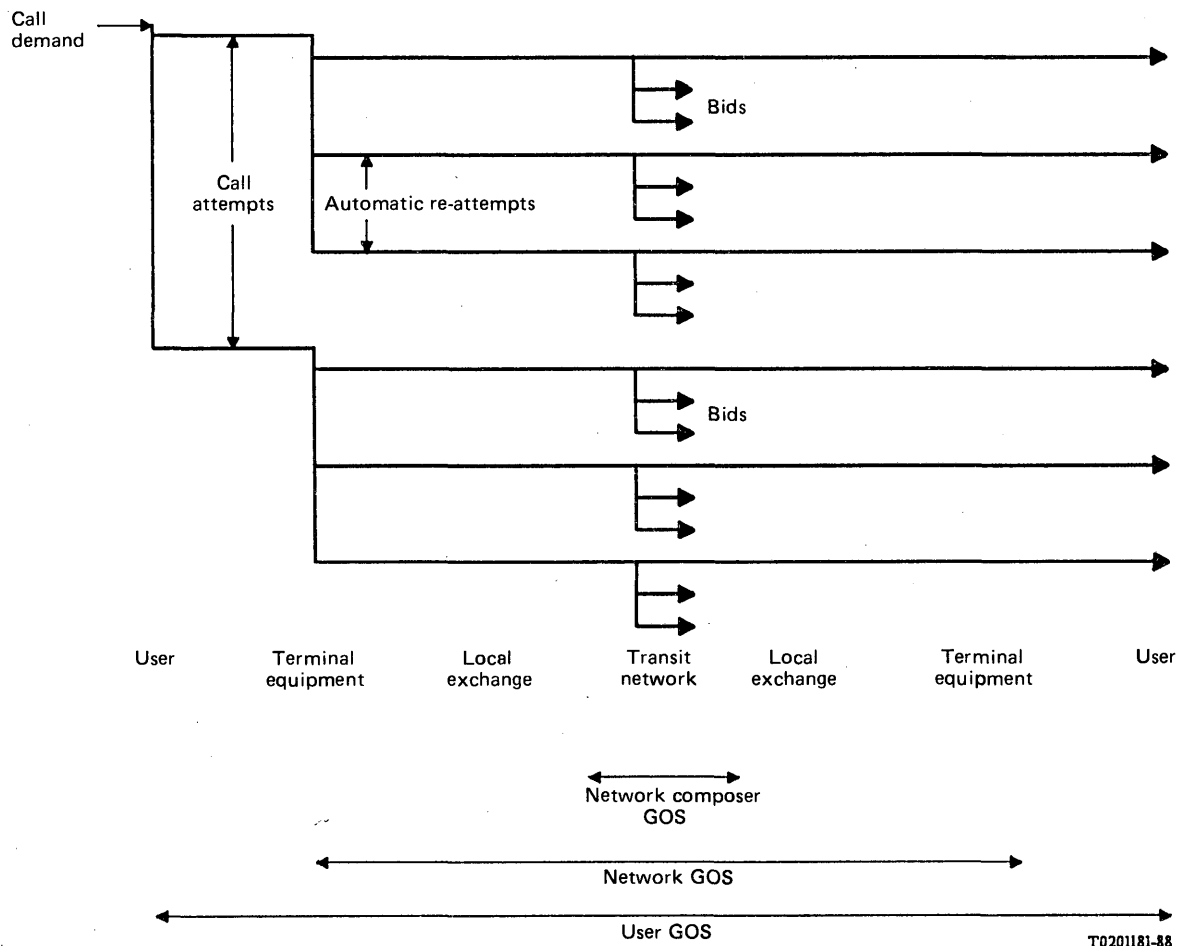 Call
demand
Bids
Call
attempts
Automatic re-attempts
Bids
User
Terminal
equipment
Local
exchange
Transit
network
Local
exchange
Terminal
equipment
User
Network composer
GOS
Network GOS
User GOS
T0201181-88